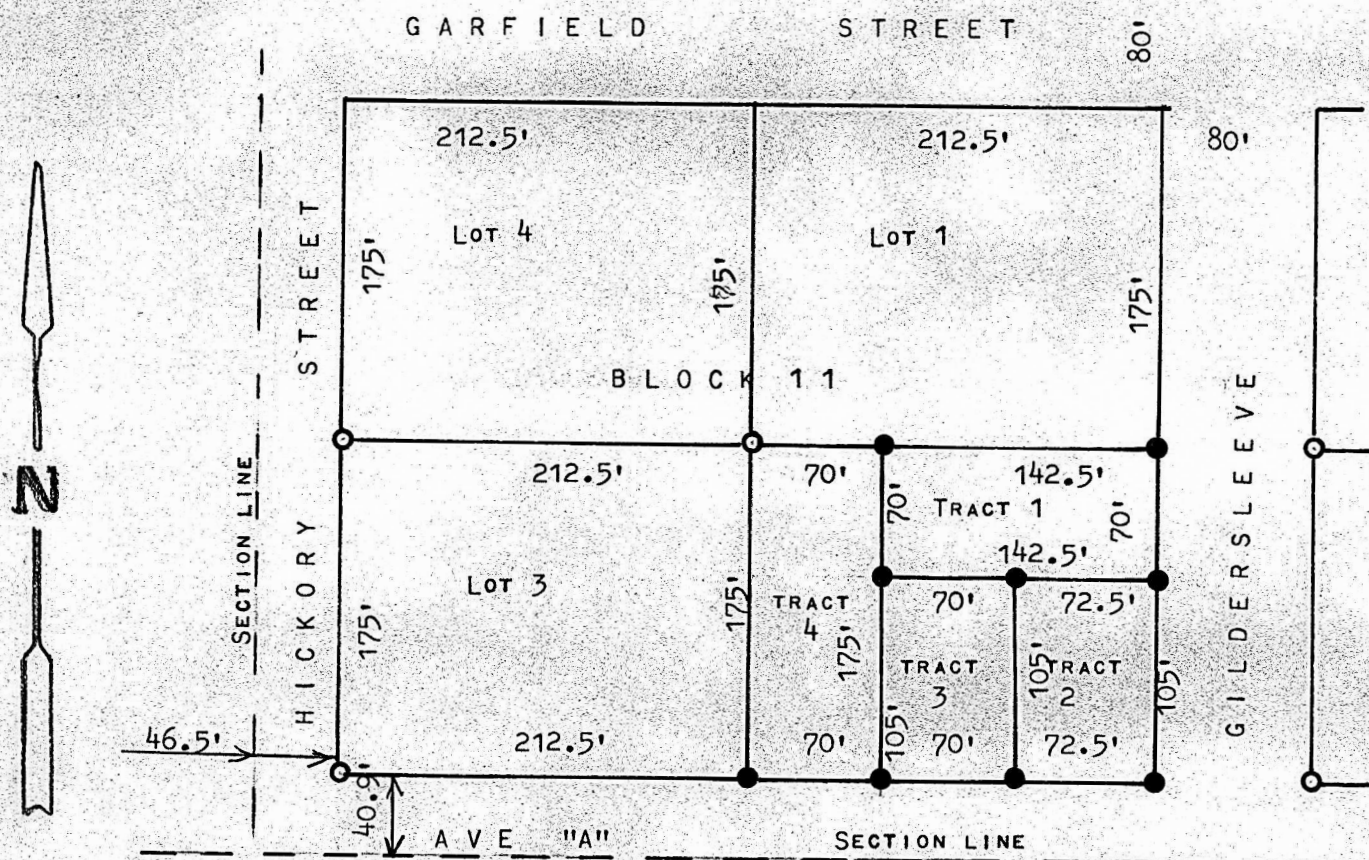 GARFIELD STREET
80'
212.5' 212.5'
80'
Lot 4 Lot 1
175' 175' 175'
STREET
BLOCK 11
GILDERSLEEVE
N
SECTION LINE
HICKORY
212.5' 70' 142.5'
70' TRACT 1 70'
142.5'
Lot 3
175' 175'
TRACT
4
175'
70' 72.5'
TRACT
3
105'
105'
TRACT
2
105'
46.5'
212.5' 70' 70' 72.5'
40.9'
AVE "A" SECTION LINE